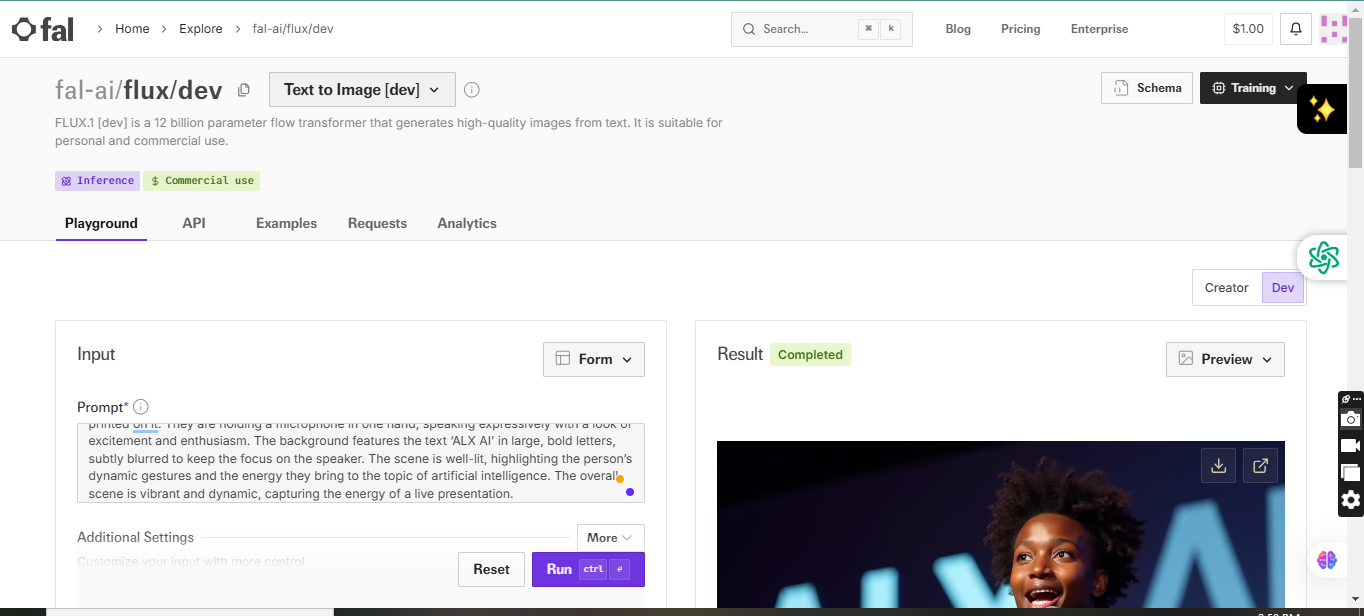 fal
Home
Explore
fal-ai/flux/dev
Search...
⌘
k
Blog
Pricing
Enterprise
$1.00
fal-ai/flux/dev
Text to Image [dev]
Schema
Training
FLUX.1 [dev] is a 12 billion parameter flow transformer that generates high-quality images from text. It is suitable for
personal and commercial use.
Inference
$ Commercial use
Playground
API
Examples
Requests
Analytics
Creator
Dev
Input
Form
Prompt*
printed on it. They are holding a microphone in one hand, speaking expressively with a look of
excitement and enthusiasm. The background features the text ‘ALX AI’ in large, bold letters,
subtly blurred to keep the focus on the speaker. The scene is well-lit, highlighting the person’s
dynamic gestures and the energy they bring to the topic of artificial intelligence. The overall
scene is vibrant and dynamic, capturing the energy of a live presentation.
Additional Settings
More
Customize your input with more control.
Reset
Run
ctrl
Result
Completed
Preview
ALX A